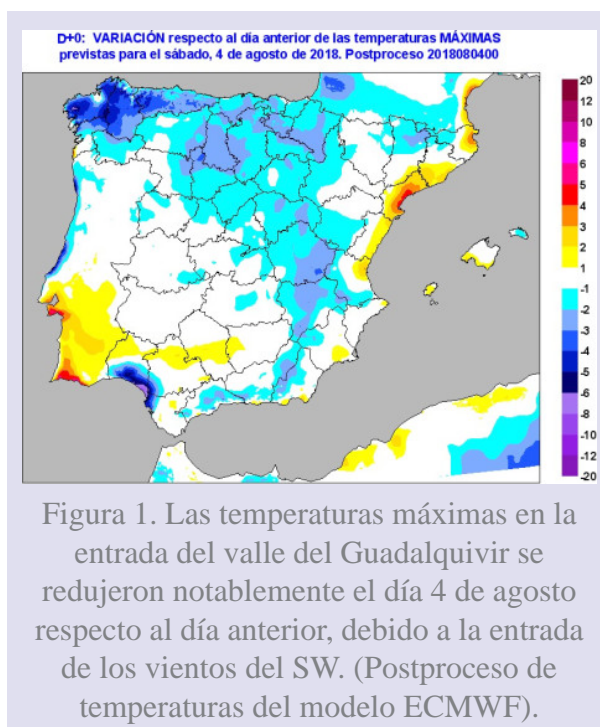 D+0: VARIACIÓN respecto al día anterior de las temperaturas MÁXIMAS
previstas para el sábado, 4 de agosto de 2018. Postproceso 2018080400
20
12
10
8
6
5
4
3
2
1
-1
-2
-3
-4
-5
-6
-8
-10
-12
-20
Figura 1. Las temperaturas máximas en la
entrada del valle del Guadalquivir se
redujeron notablemente el día 4 de agosto
respecto al día anterior, debido a la entrada
de los vientos del SW. (Postproceso de
temperaturas del modelo ECMWF).